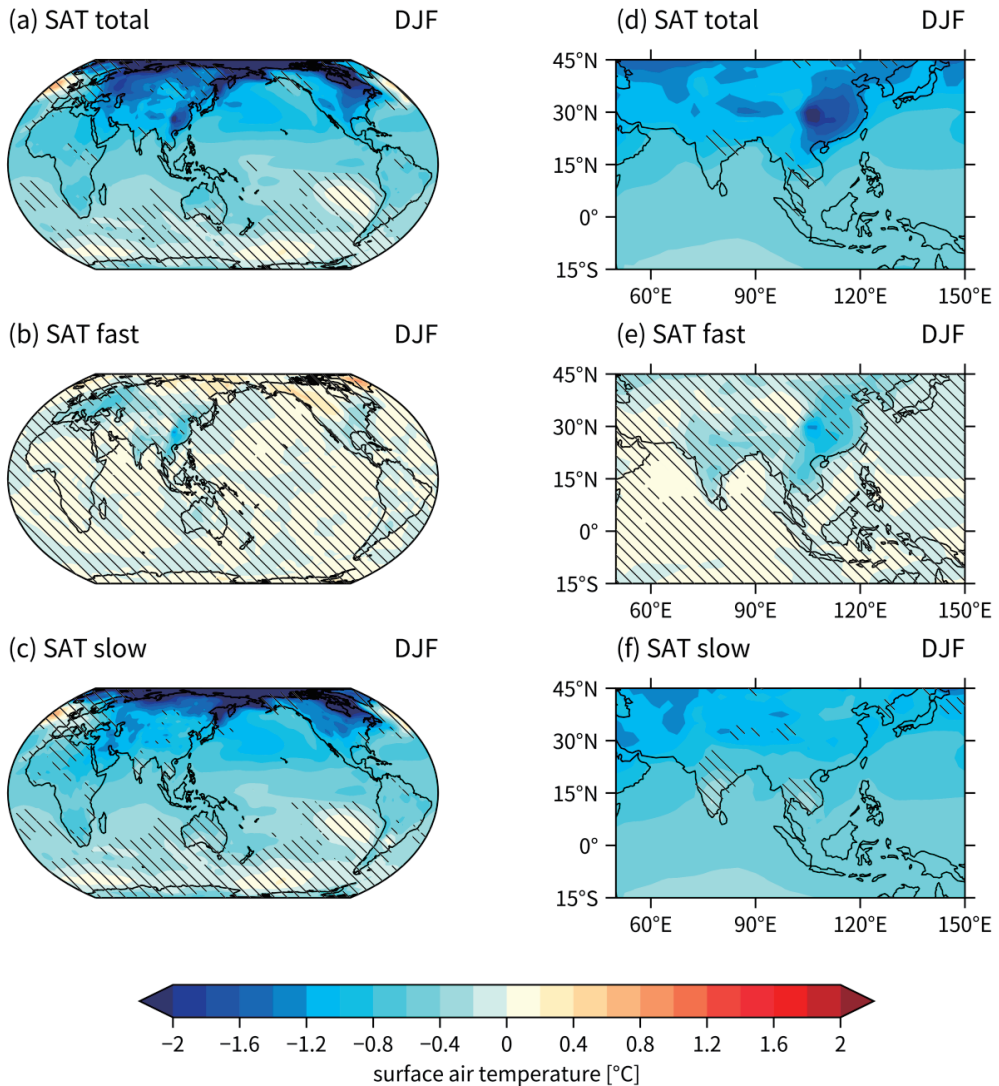 (a) SAT total DJF
(d) SAT total DJF
45°N
30°N
15°N
0°
15°S
60°E 90°E 120°E 150°E
(b) SAT fast DJF
(e) SAT fast DJF
45°N
30°N
15°N
0°
15°S
60°E 90°E 120°E 150°E
(c) SAT slow DJF
(f) SAT slow DJF
45°N
30°N
15°N
0°
15°S
60°E 90°E 120°E 150°E
−2 −1.6 −1.2 −0.8 −0.4 0 0.4 0.8 1.2 1.6 2
surface air temperature [°C]